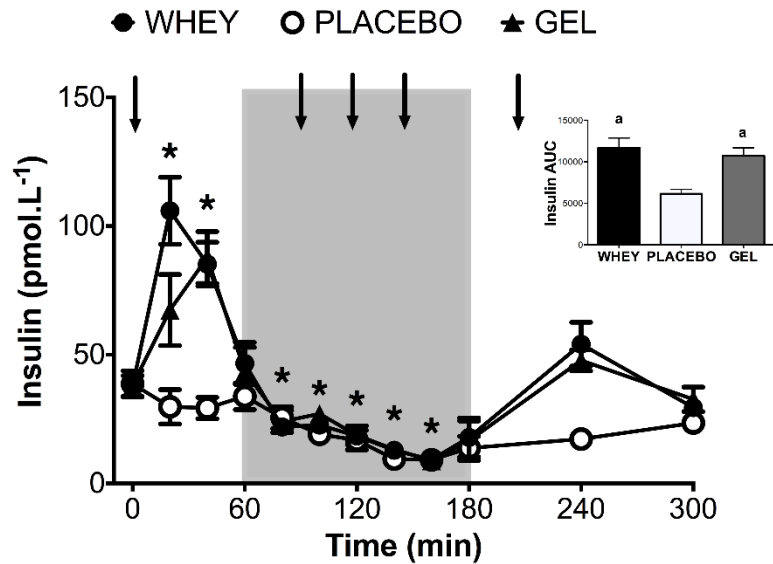 WHEY PLACEBO GEL
150
100
50
0
Insulin (pmol.L-1)
* * * * * * *
0 60 120 180 240 300
Time (min)
15000
10000
5000
0
Insulin AUC
a a
WHEY PLACEBO GEL